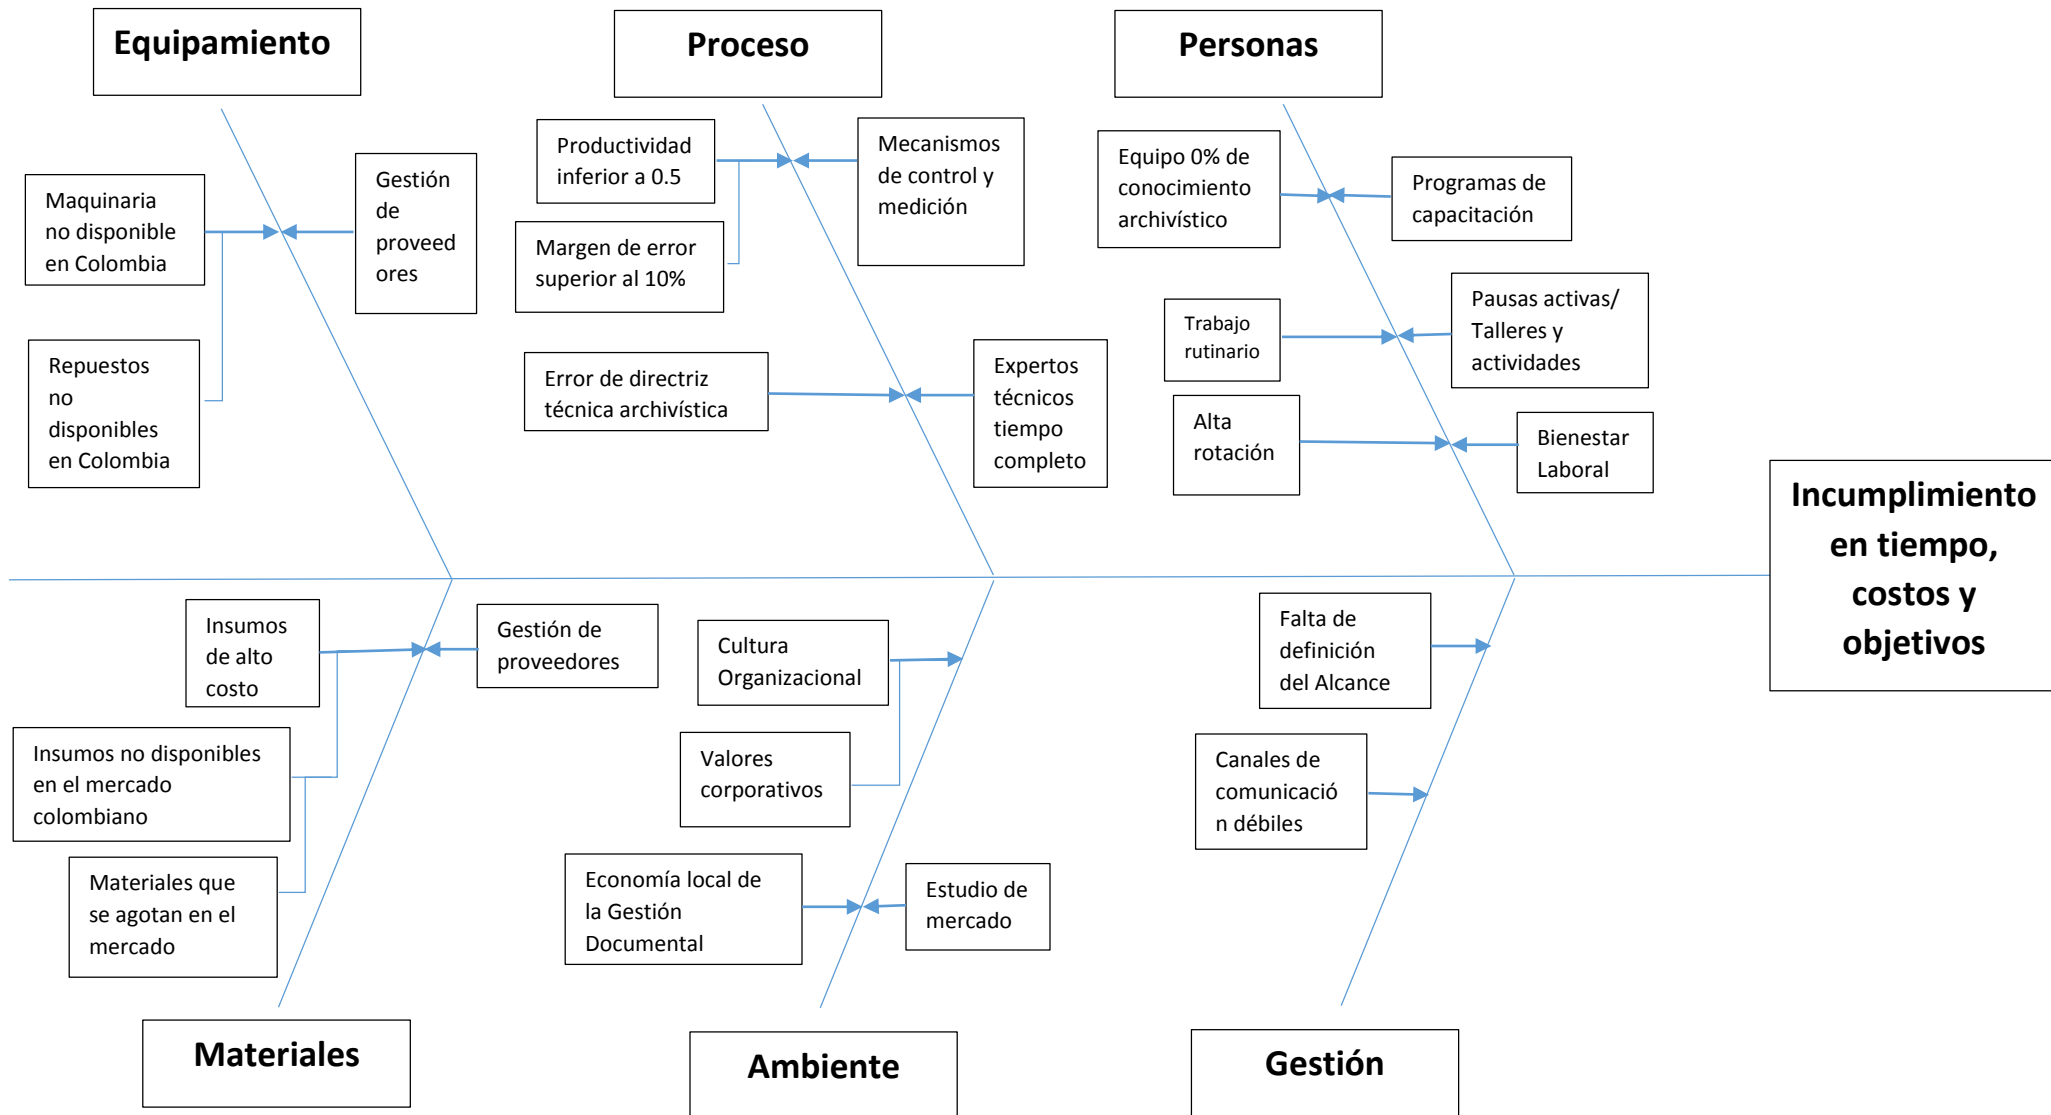 Equipamiento
Proceso
Personas
Maquinaria
no disponible
en Colombia
Gestión
de
proveed
ores
Repuestos
no
disponibles
en Colombia
Productividad
inferior a 0.5
Mecanismos
de control y
medición
Margen de error
superior al 10%
Error de directriz
técnica archivística
Expertos
técnicos
tiempo
completo
Equipo 0% de
conocimiento
archivístico
Programas de
capacitación
Trabajo
rutinario
Pausas activas/
Talleres y
actividades
Alta
rotación
Bienestar
Laboral
Incumplimiento
en tiempo,
costos y
objetivos
Insumos
de alto
costo
Gestión de
proveedores
Insumos no disponibles
en el mercado
colombiano
Materiales que
se agotan en el
mercado
Cultura
Organizacional
Valores
corporativos
Economía local de
la Gestión
Documental
Estudio de
mercado
Falta de
definición
del Alcance
Canales de
comunicació
n débiles
Materiales
Ambiente
Gestión